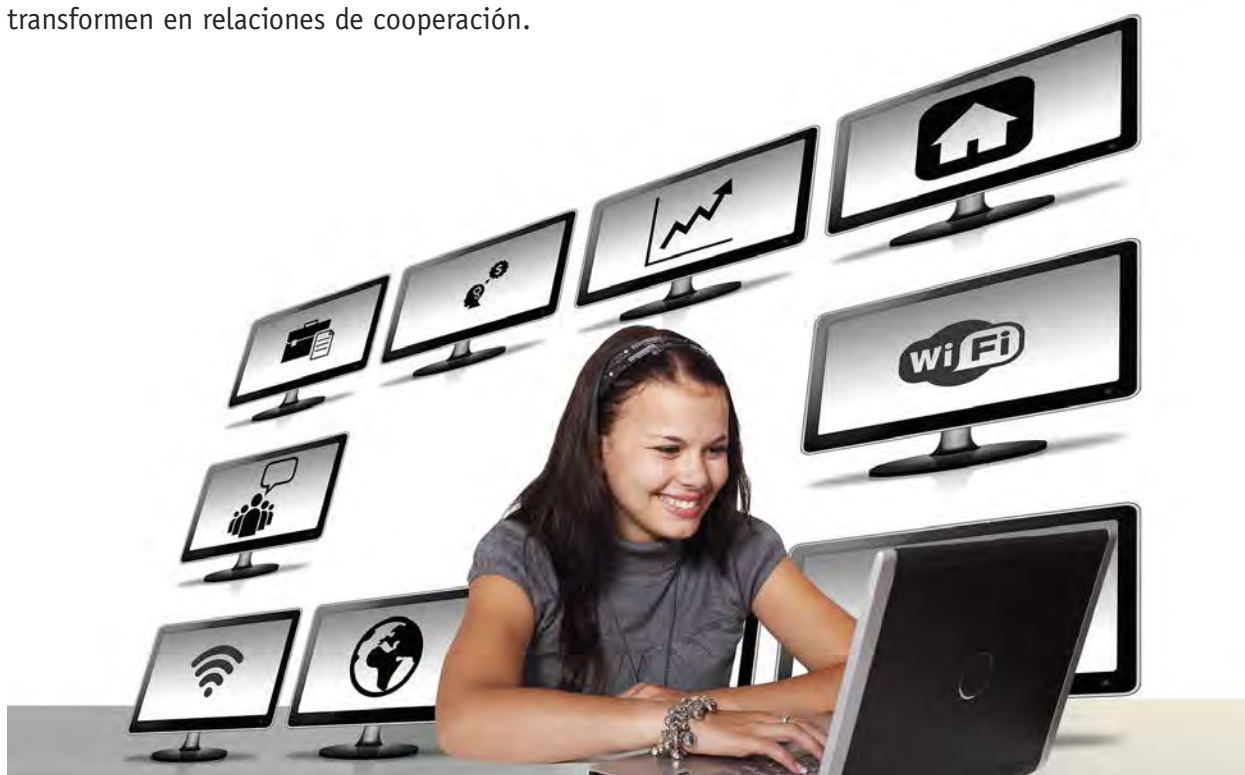 transformen en relaciones de cooperación.
$
WiFi